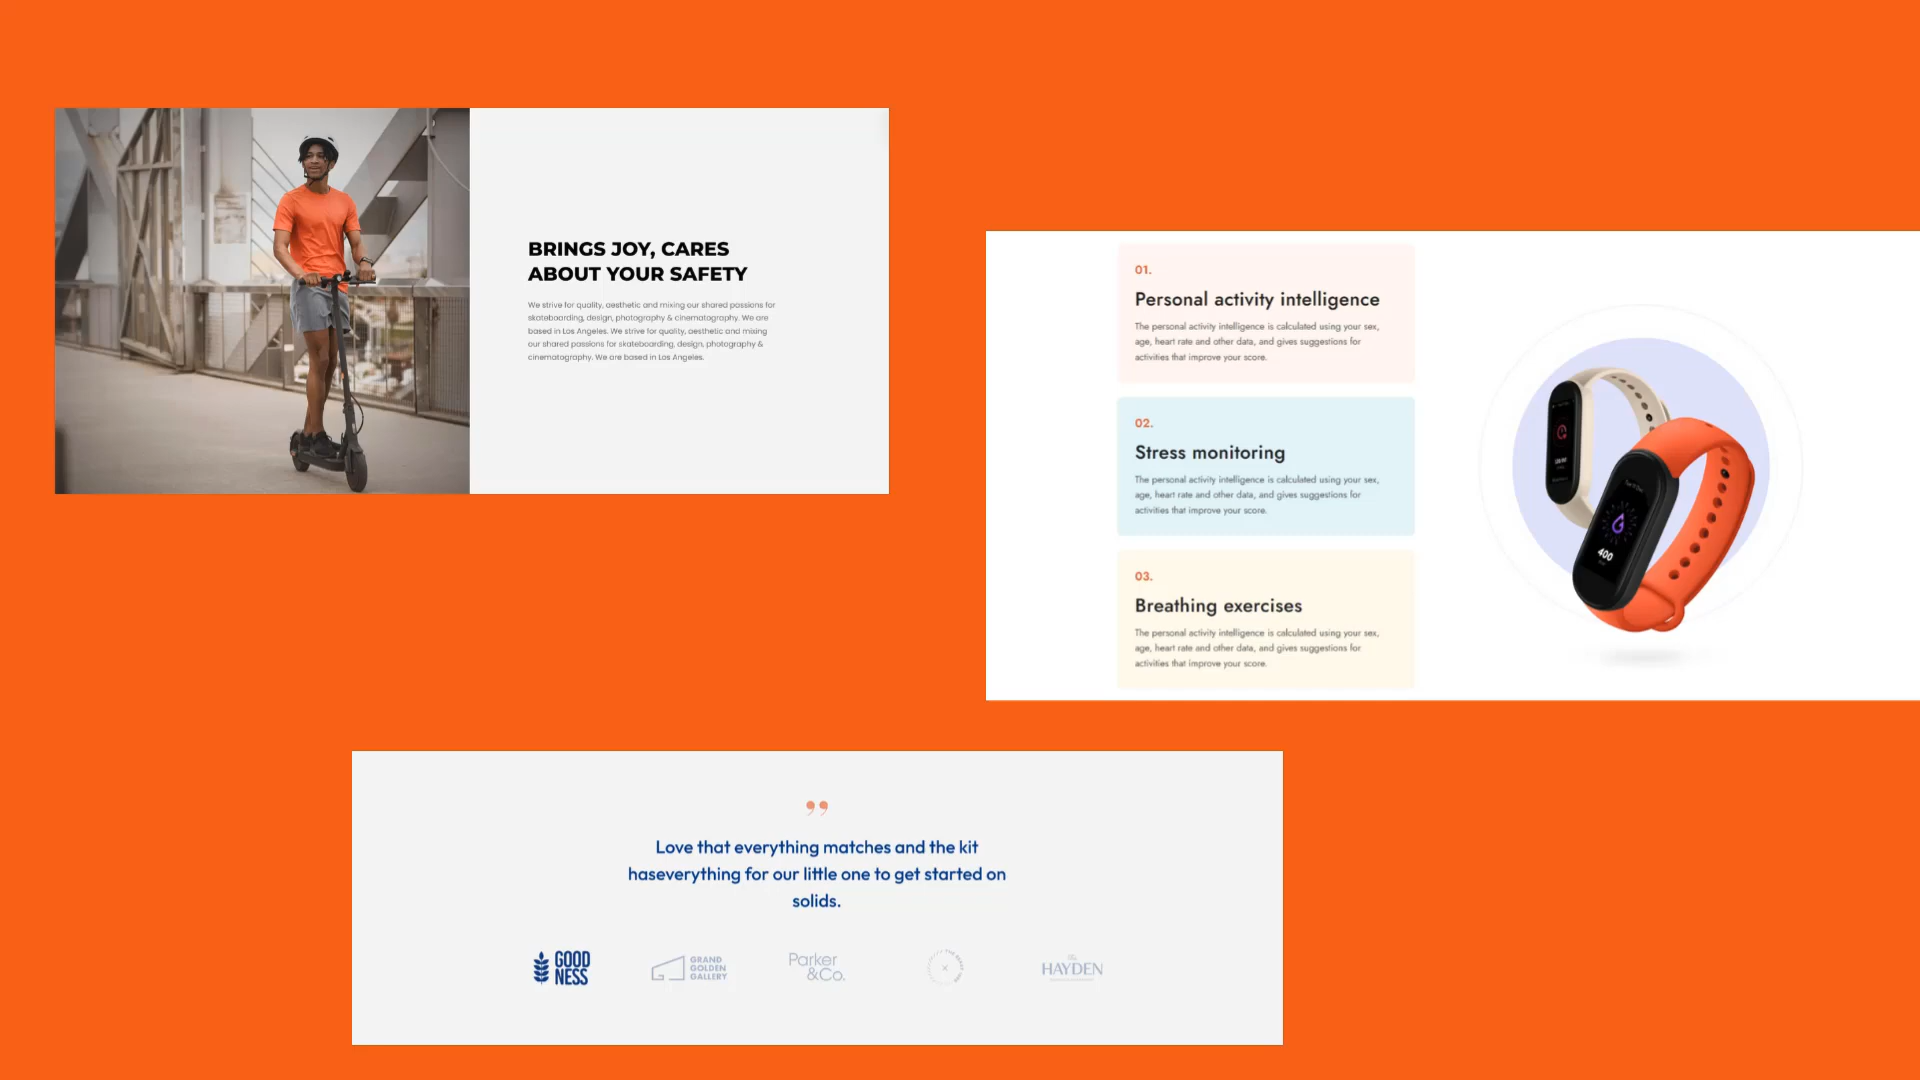 BRINGS JOY, CARES
ABOUT YOUR SAFETY
We strive for quality, aesthetic and mixing our shared passions for
skateboarding, design, photography & cinematography. We are
based in Los Angeles. We strive for quality, aesthetic and mixing
our shared passions for skateboarding, design, photography &
cinematography. We are based in Los Angeles.
01.
Personal activity intelligence
The personal activity intelligence is calculated using your sex,
age, heart rate and other data, and gives suggestions for
activities that improve your score.
02.
Stress monitoring
The personal activity intelligence is calculated using your sex,
age, heart rate and other data, and gives suggestions for
activities that improve your score.
03.
Breathing exercises
The personal activity intelligence is calculated using your sex,
age, heart rate and other data, and gives suggestions for
activities that improve your score.
400
”
Love that everything matches and the kit
haseverything for our little one to get started on
solids.
GOOD
NESS
GRAND
GOLDEN
GALLERY
Parker
&Co.
The
HAYDEN